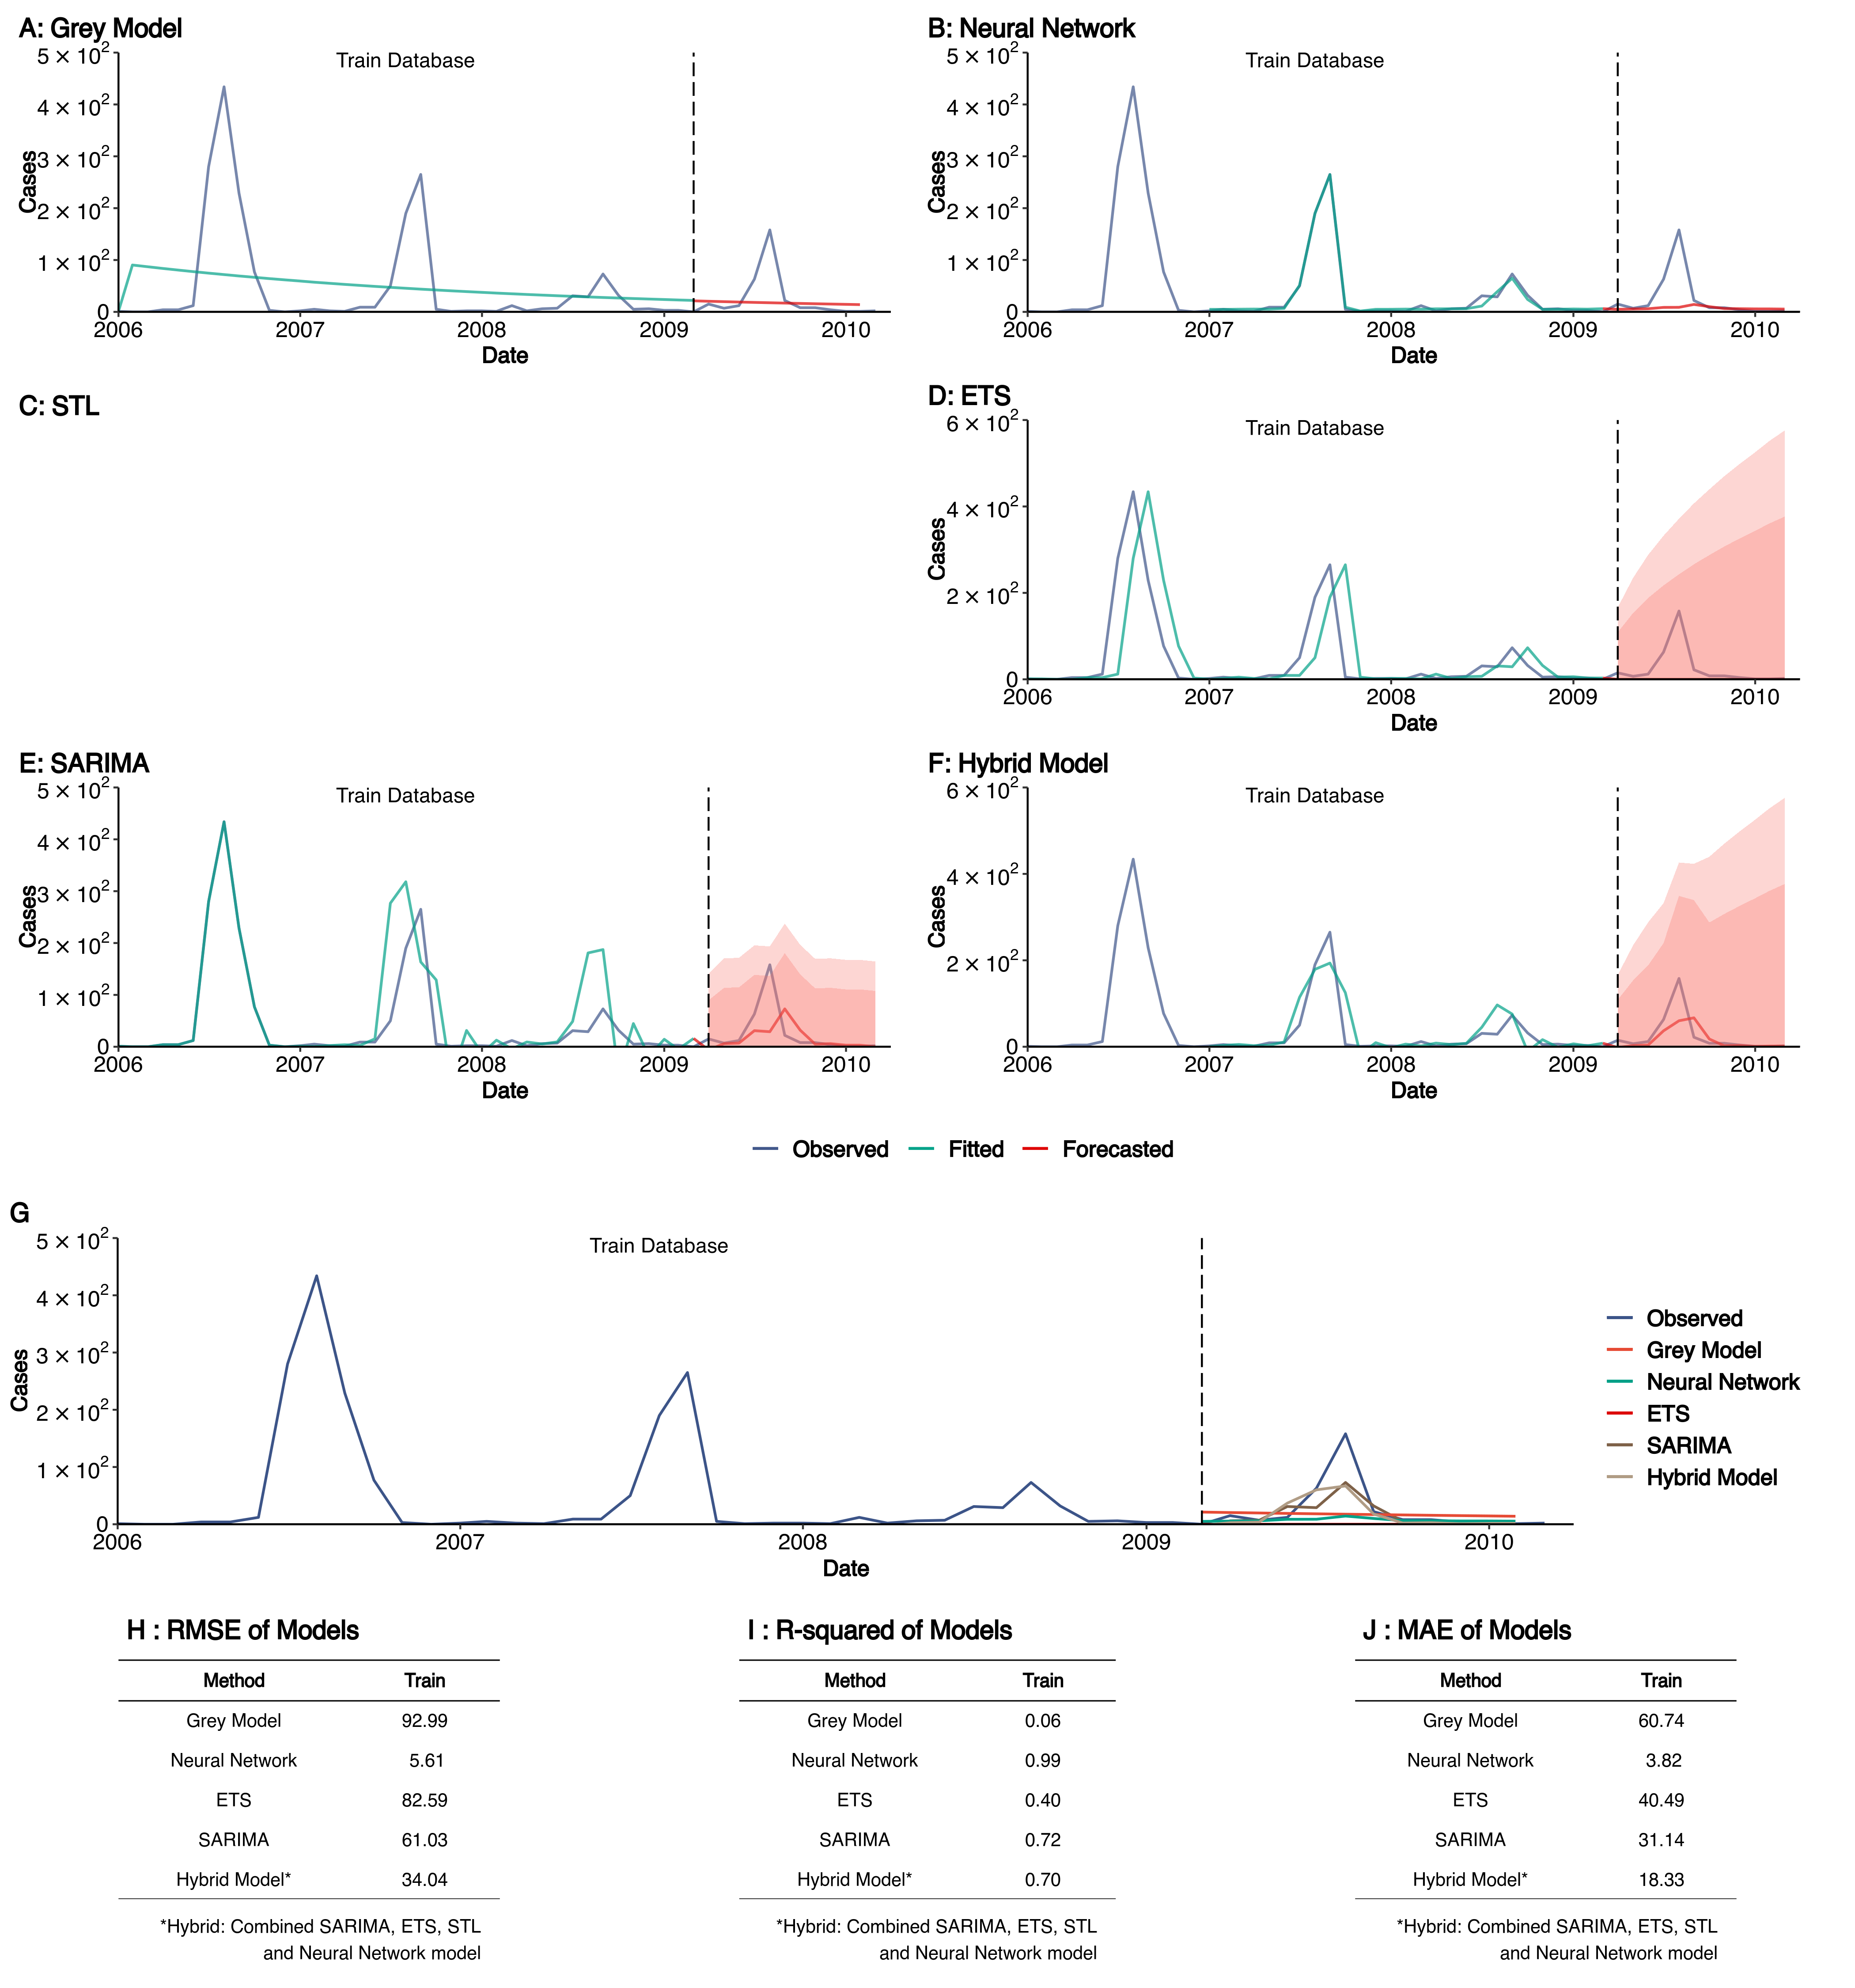 A: Grey Model
Train Database
5 × 10²
4 × 10²
3 × 10²
2 × 10²
1 × 10²
0
Cases
2006 2007 2008 2009 2010
Date
B: Neural Network
Train Database
5 × 10²
4 × 10²
3 × 10²
2 × 10²
1 × 10²
0
Cases
2006 2007 2008 2009 2010
Date
C: STL
D: ETS
Train Database
6 × 10²
4 × 10²
2 × 10²
0
Cases
2006 2007 2008 2009 2010
Date
E: SARIMA
Train Database
5 × 10²
4 × 10²
3 × 10²
2 × 10²
1 × 10²
0
Cases
2006 2007 2008 2009 2010
Date
F: Hybrid Model
Train Database
6 × 10²
4 × 10²
2 × 10²
0
Cases
2006 2007 2008 2009 2010
Date
Observed Fitted Forecasted
G
Train Database
5 × 10²
4 × 10²
3 × 10²
2 × 10²
1 × 10²
0
Cases
2006 2007 2008 2009 2010
Date
Observed
Grey Model
Neural Network
ETS
SARIMA
Hybrid Model
H : RMSE of Models
Method Train
Grey Model 92.99
Neural Network 5.61
ETS 82.59
SARIMA 61.03
Hybrid Model* 34.04
*Hybrid: Combined SARIMA, ETS, STL
and Neural Network model
I : R-squared of Models
Method Train
Grey Model 0.06
Neural Network 0.99
ETS 0.40
SARIMA 0.72
Hybrid Model* 0.70
*Hybrid: Combined SARIMA, ETS, STL
and Neural Network model
J : MAE of Models
Method Train
Grey Model 60.74
Neural Network 3.82
ETS 40.49
SARIMA 31.14
Hybrid Model* 18.33
*Hybrid: Combined SARIMA, ETS, STL
and Neural Network model